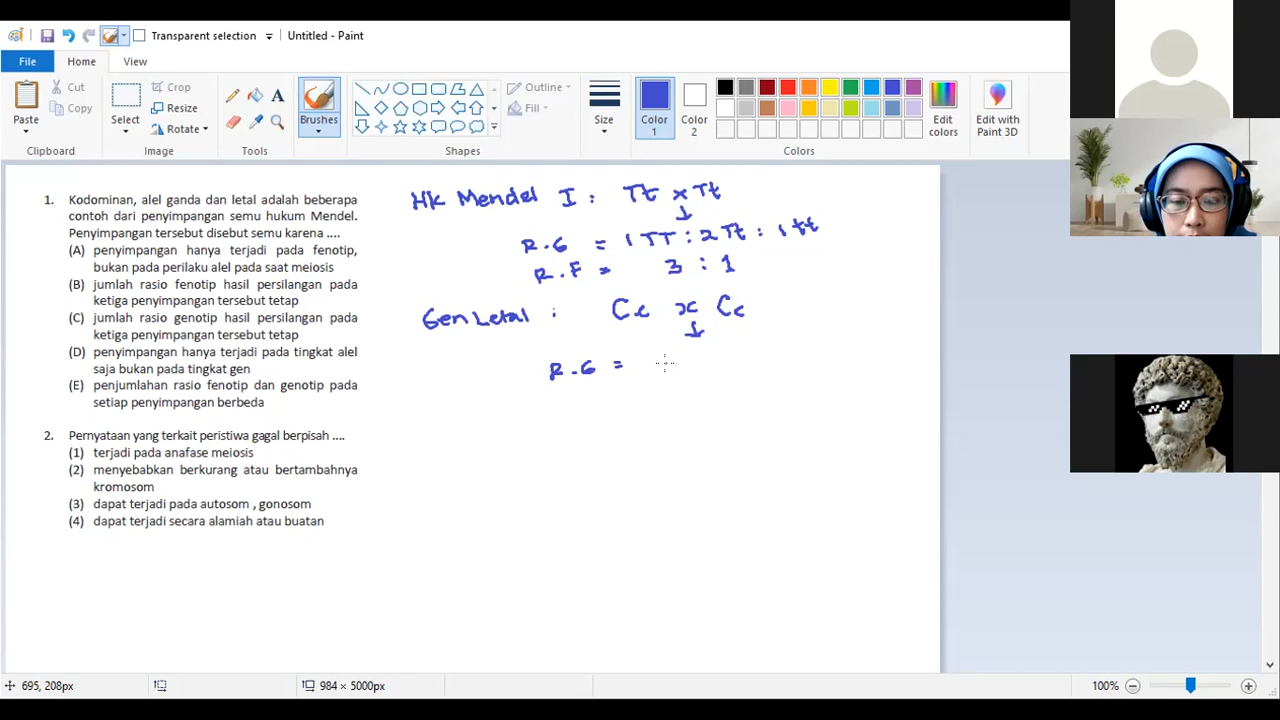 Transparent selection
Untitled - Paint
File
Home
View
Paste
Cut
Copy
Clipboard
Select
Crop
Resize
Rotate
Image
A
Tools
Brushes
Shapes
Outline
Fill
Size
Color 1
Color 2
Colors
Edit colors
Edit with Paint 3D
1. Kodominan, alel ganda dan letal adalah beberapa
contoh dari penyimpangan semu hukum Mendel.
Penyimpangan tersebut disebut semu karena ....
(A) penyimpangan hanya terjadi pada fenotip,
bukan pada perilaku alel pada saat meiosis
(B) jumlah rasio fenotip hasil persilangan pada
ketiga penyimpangan tersebut tetap
(C) jumlah rasio genotip hasil persilangan pada
ketiga penyimpangan tersebut tetap
(D) penyimpangan hanya terjadi pada tingkat alel
saja bukan pada tingkat gen
(E) penjumlahan rasio fenotip dan genotip pada
setiap penyimpangan berbeda
2. Pernyataan yang terkait peristiwa gagal berpisah ....
(1) terjadi pada anafase meiosis
(2) menyebabkan berkurang atau bertambahnya
kromosom
(3) dapat terjadi pada autosom , gonosom
(4) dapat terjadi secara alamiah atau buatan
Hk Mendel I : Tt x Tt
↓
R.G = 1 TT : 2 Tt : 1 tt
R.F = 3 : 1
Gen Letal : Cc x Cc
↓
R.G =
695, 208px
984 × 5000px
100%